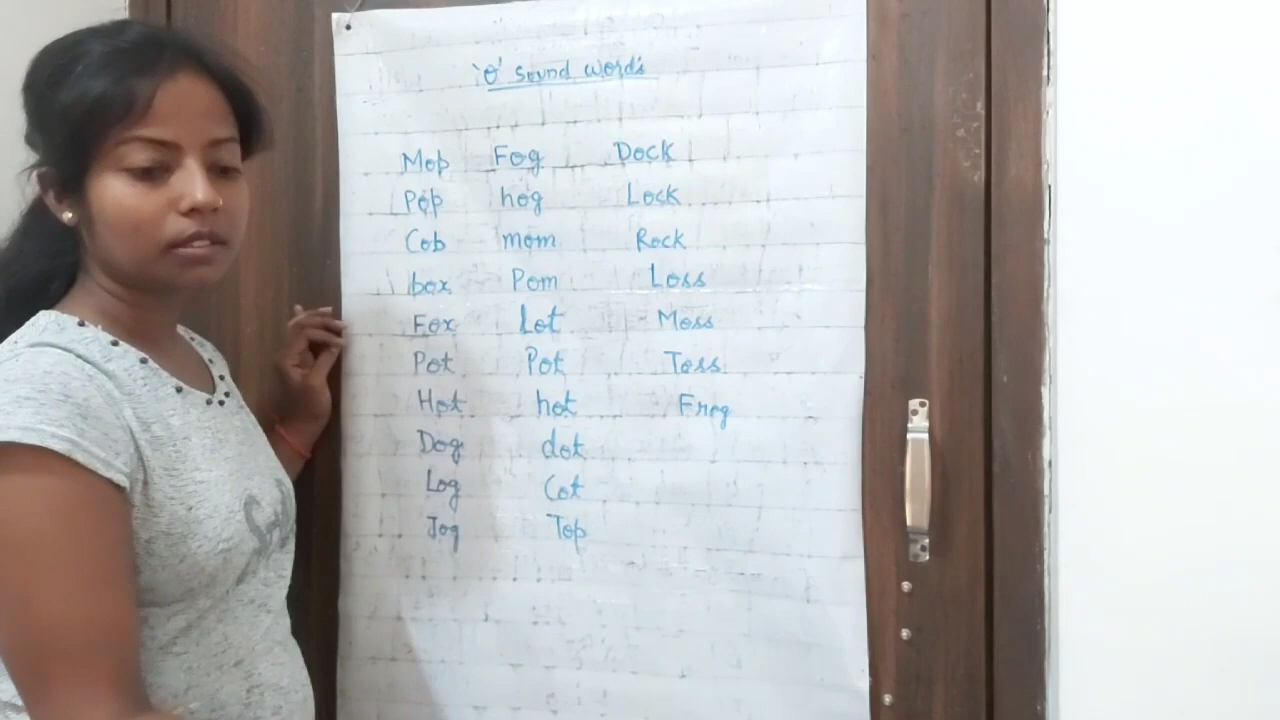 'O' Sound words
Mop Fog Dock
Pop hog Lock
Cob mom Rock
box Pom Loss
Fox Lot Moss
Pot Pot Toss
Hot hot Frog
Dog dot
Log Cot
Jog Top